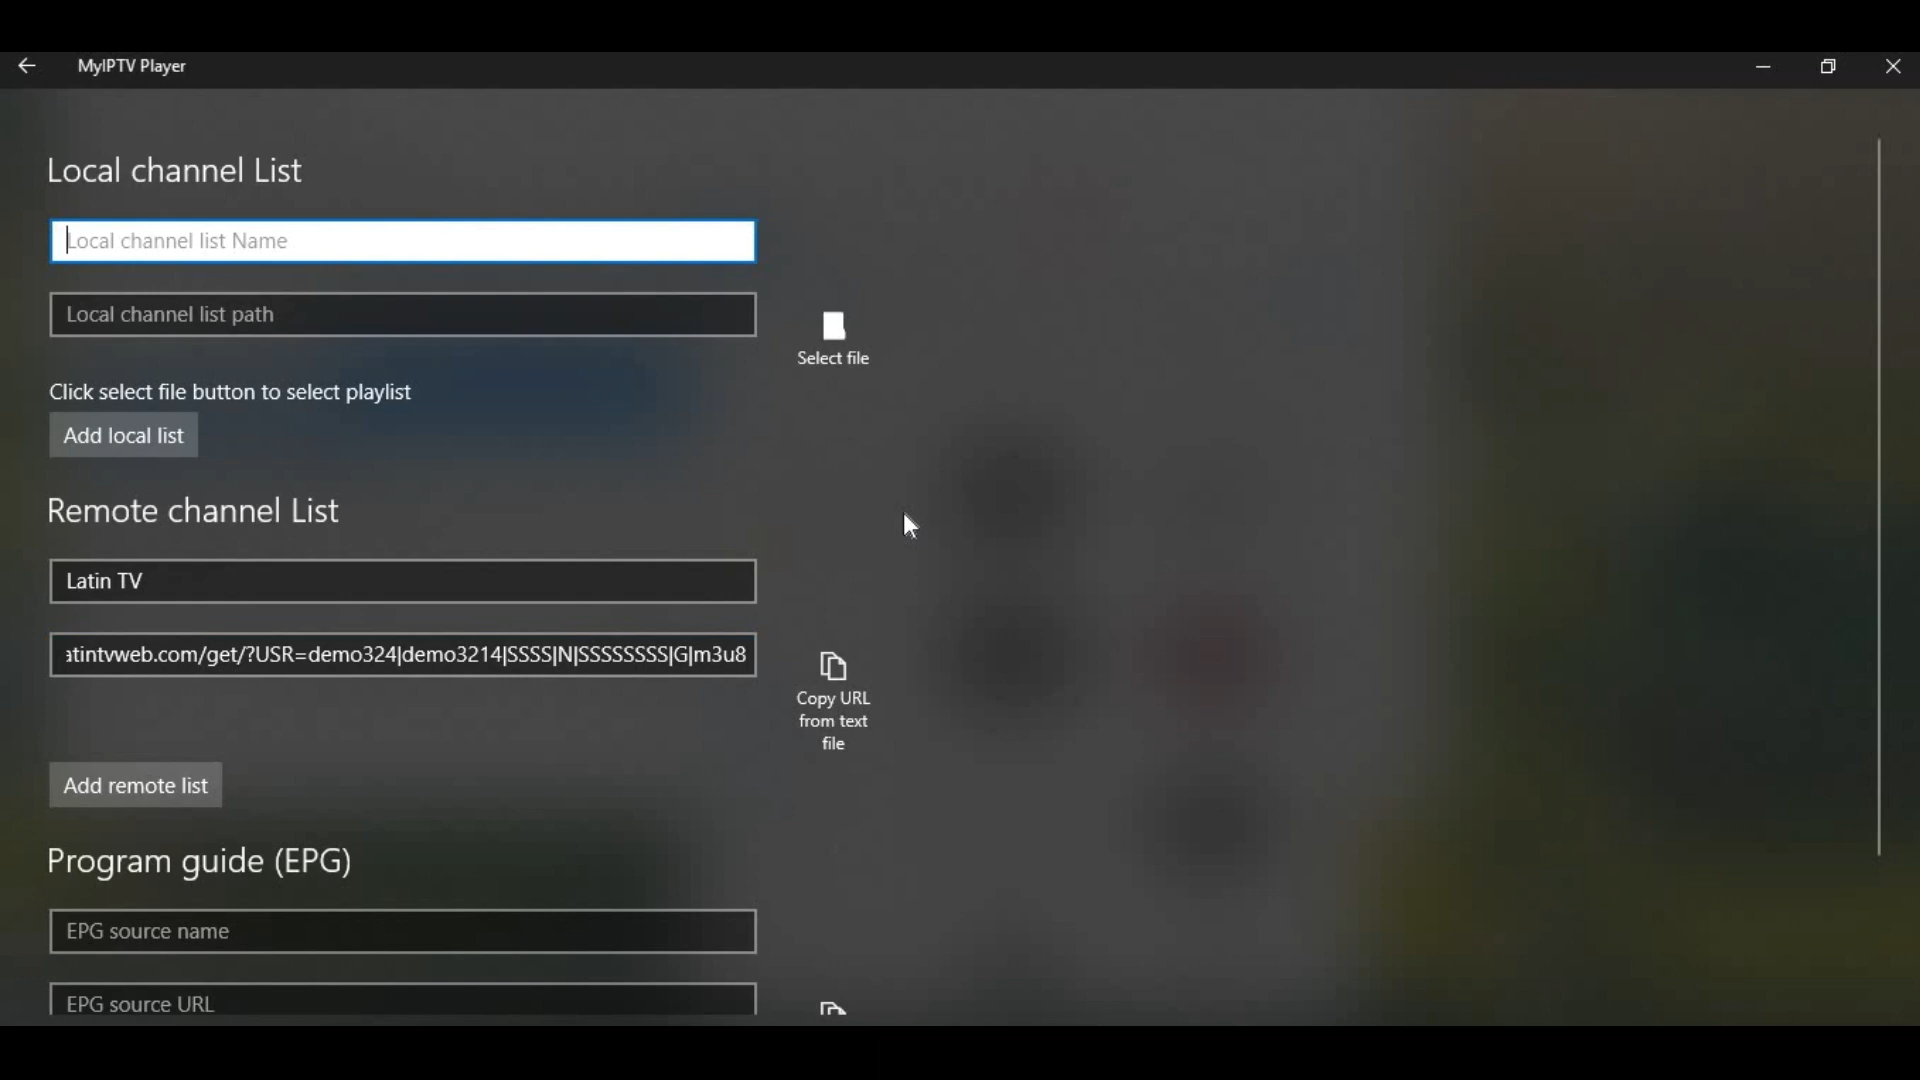 MyIPTV Player
Local channel List
Local channel list Name
Local channel list path
Select file
Click select file button to select playlist
Add local list
Remote channel List
Latin TV
atintvweb.com/get/?USR=demo324|demo3214|SSSS|N|SSSSSSSS|G|m3u8
Copy URL
from text
file
Add remote list
Program guide (EPG)
EPG source name
EPG source URL